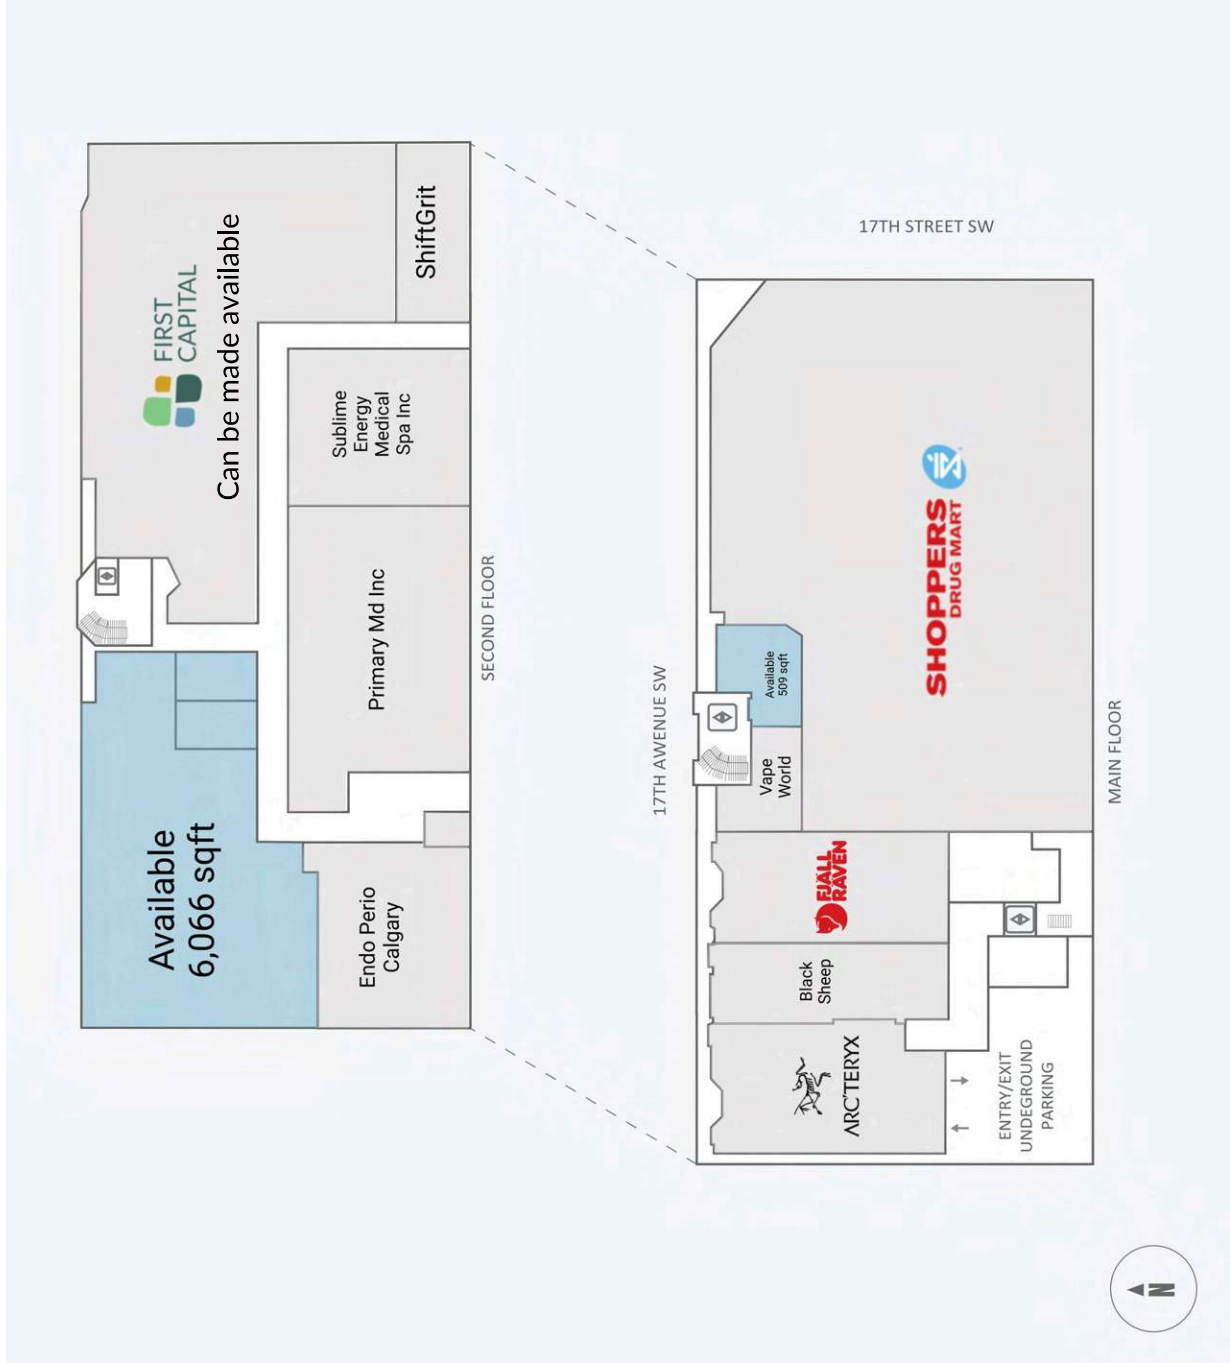 FIRST
CAPITAL
Can be made available
ShiftGrit
Sublime
Energy
Medical
Spa Inc
Primary Md Inc
Available
6,066 sqft
Endo Perio
Calgary
SECOND FLOOR
17TH STREET SW
17TH AWENUE SW
SHOPPERS
DRUG MART
Available
509 sqft
Vape
World
FJÄLL
RÄVEN
Black
Sheep
ARC'TERYX
ENTRY/EXIT
UNDEGROUND
PARKING
MAIN FLOOR
N